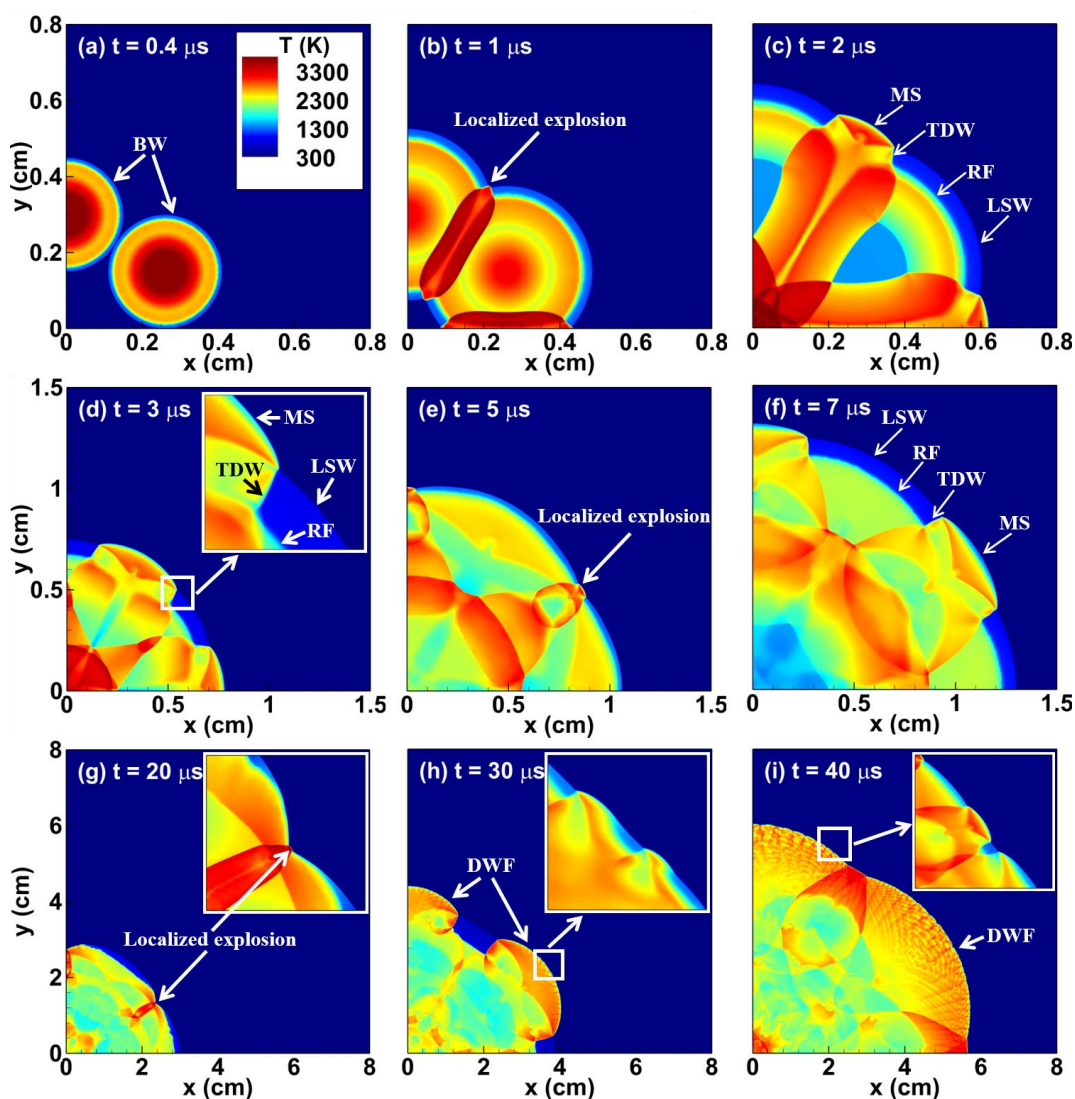 (a) t = 0.4 μs
T (K)
3300
2300
1300
300
BW
y (cm)
0.8
0.6
0.4
0.2
0
0 0.2 0.4 0.6 0.8
x (cm)
(b) t = 1 μs
Localized explosion
0 0.2 0.4 0.6 0.8
x (cm)
(c) t = 2 μs
MS
TDW
RF
LSW
0 0.2 0.4 0.6 0.8
x (cm)
(d) t = 3 μs
MS
TDW
LSW
RF
y (cm)
1.5
1
0.5
0
0 0.5 1 1.5
x (cm)
(e) t = 5 μs
Localized explosion
0 0.5 1 1.5
x (cm)
(f) t = 7 μs
LSW
RF
TDW
MS
0 0.5 1 1.5
x (cm)
(g) t = 20 μs
Localized explosion
y (cm)
8
6
4
2
0
0 2 4 6 8
x (cm)
(h) t = 30 μs
DWF
0 2 4 6 8
x (cm)
(i) t = 40 μs
DWF
0 2 4 6 8
x (cm)